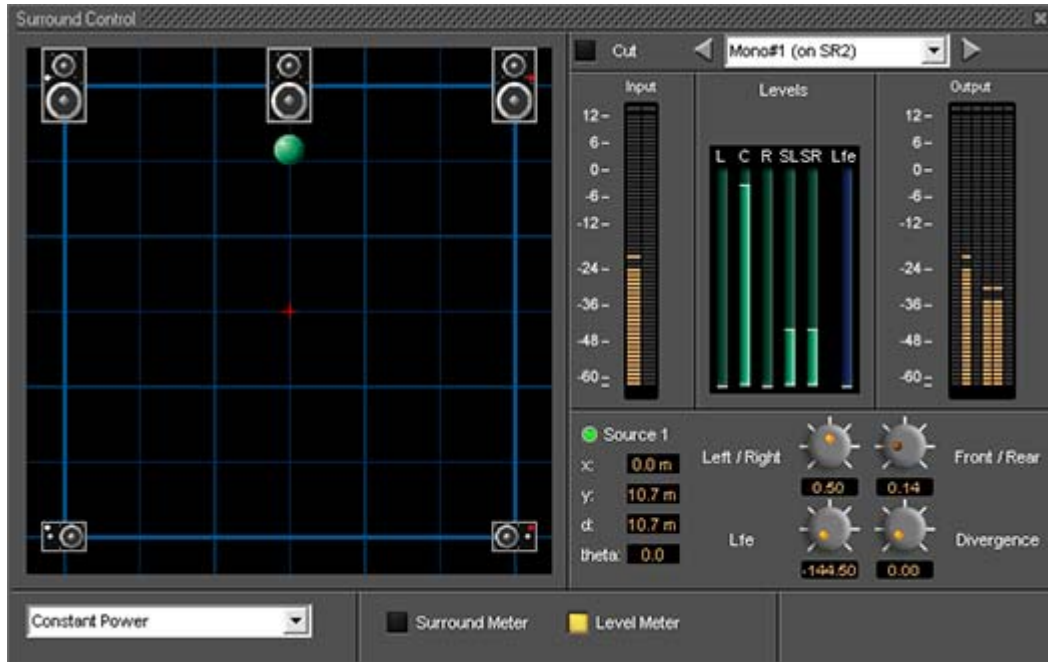 Surround Control
Cut
Mono#1 (on SR2)
Input
Levels
Output
12
6
0
-6
-12
-24
-36
-48
-60
L C R SL SR Lfe
12
6
0
-6
-12
-24
-36
-48
-60
Source 1
x: 0.0 m
y: 10.7 m
d: 10.7 m
theta: 0.0
Left / Right
0.50
0.14
Front / Rear
Lfe
-144.50
0.00
Divergence
Constant Power
Surround Meter
Level Meter